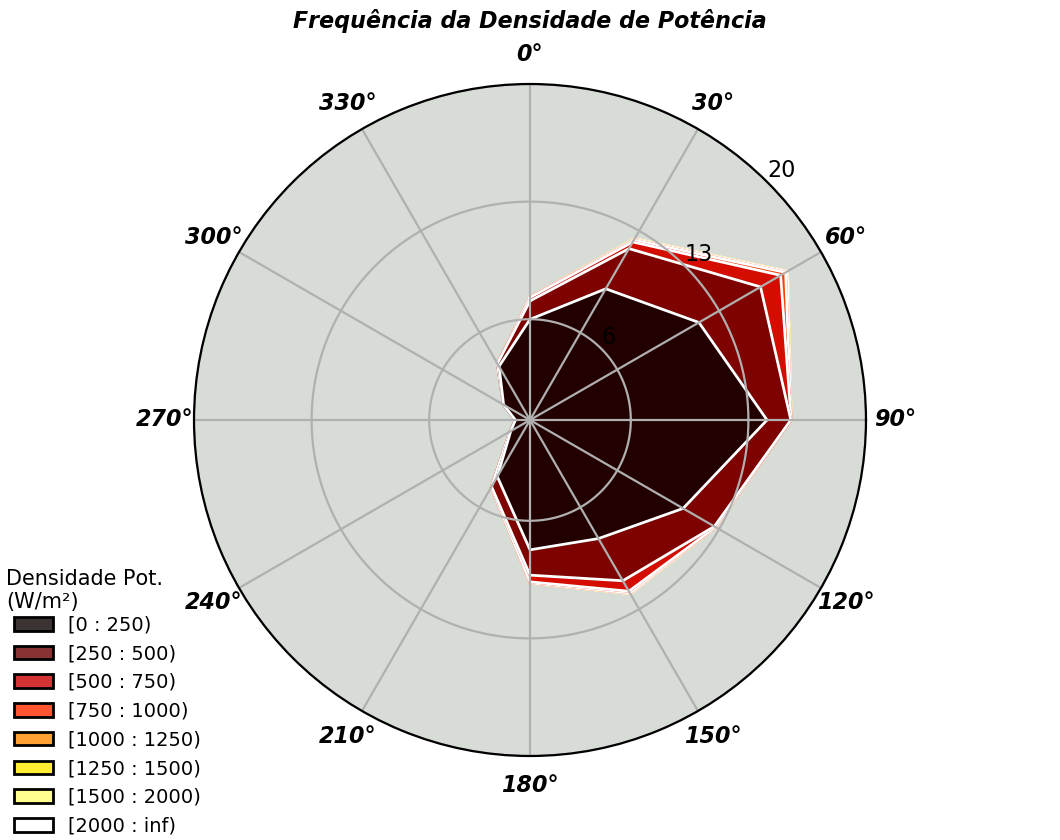 Frequência da Densidade de Potência
0°
330°
30°
20
300°
60°
13
6
270°
90°
Densidade Pot.
(W/m²)
240°
120°
[0 : 250)
[250 : 500)
[500 : 750)
[750 : 1000)
210°
150°
[1000 : 1250)
[1250 : 1500)
180°
[1500 : 2000)
[2000 : inf)